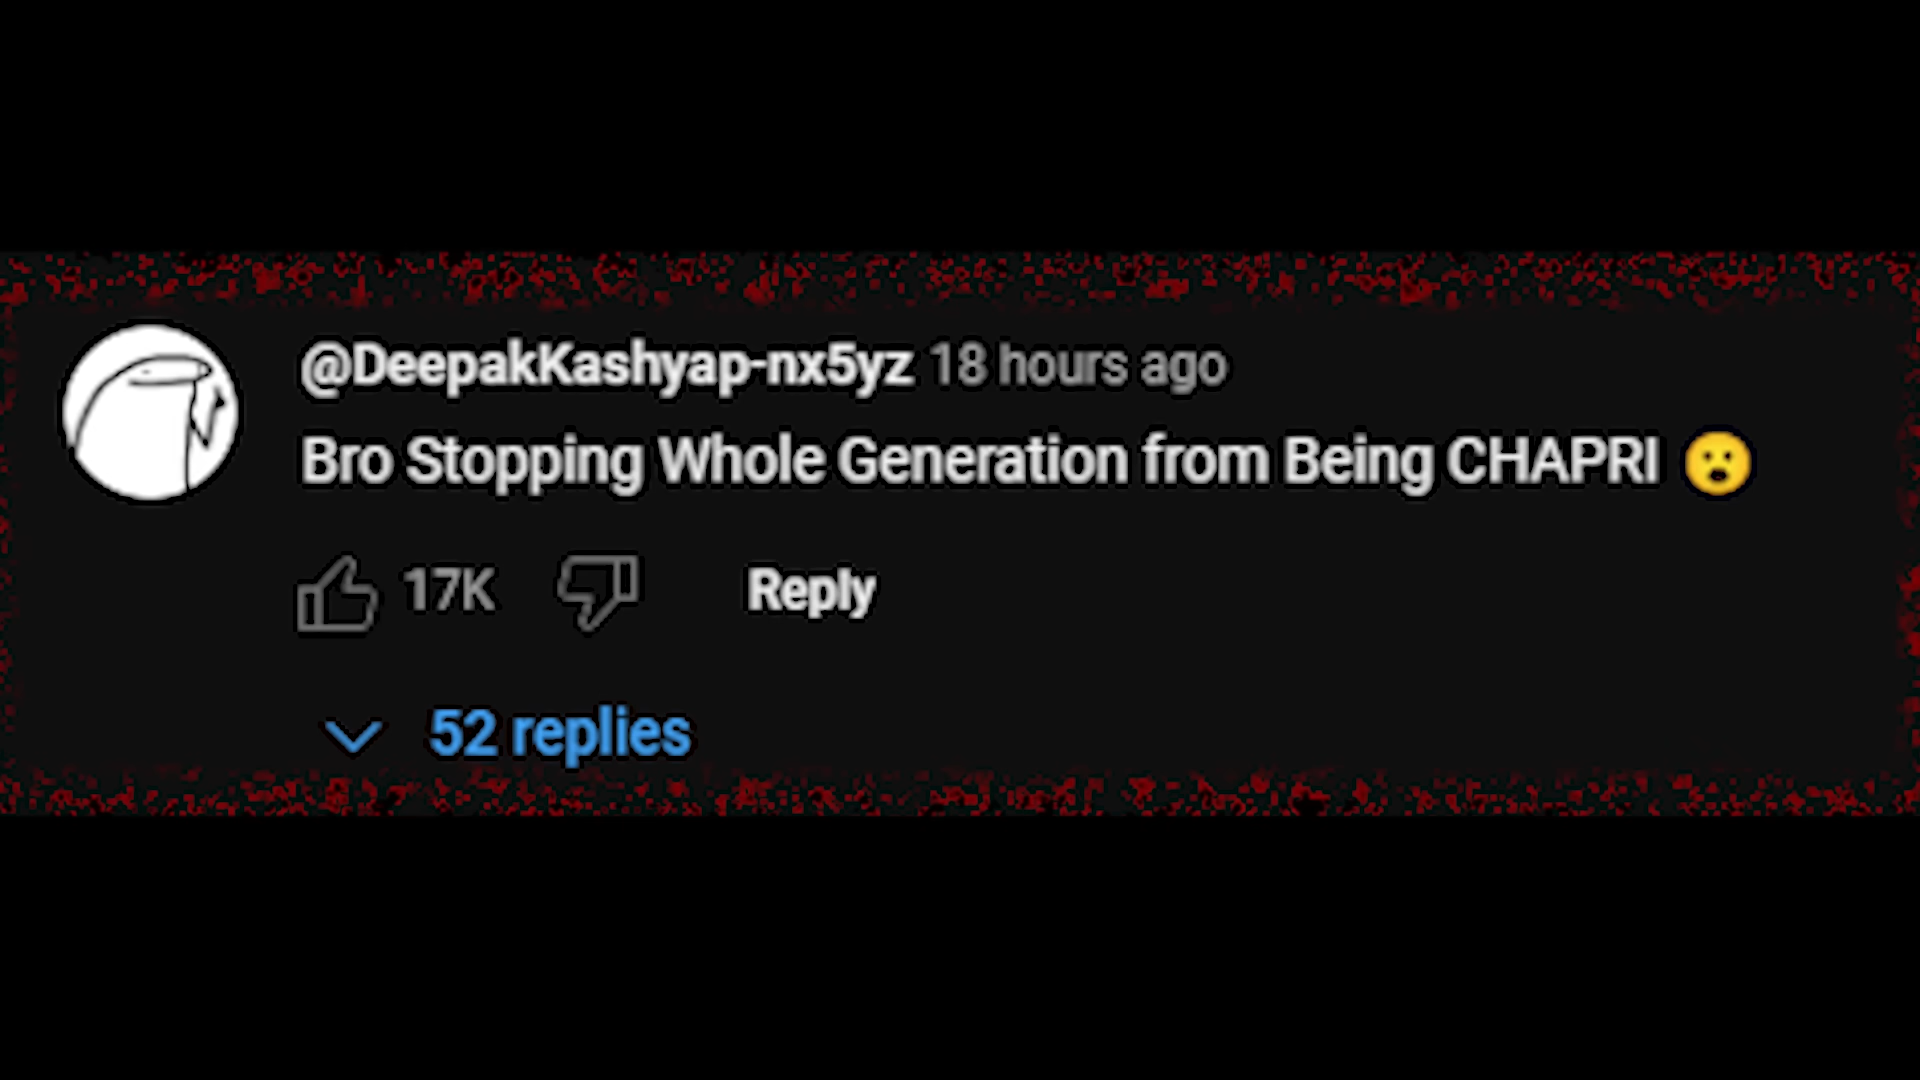 @DeepakKashyap-nx5yz 18 hours ago
Bro Stopping Whole Generation from Being CHAPRI 😮
17K Reply
52 replies